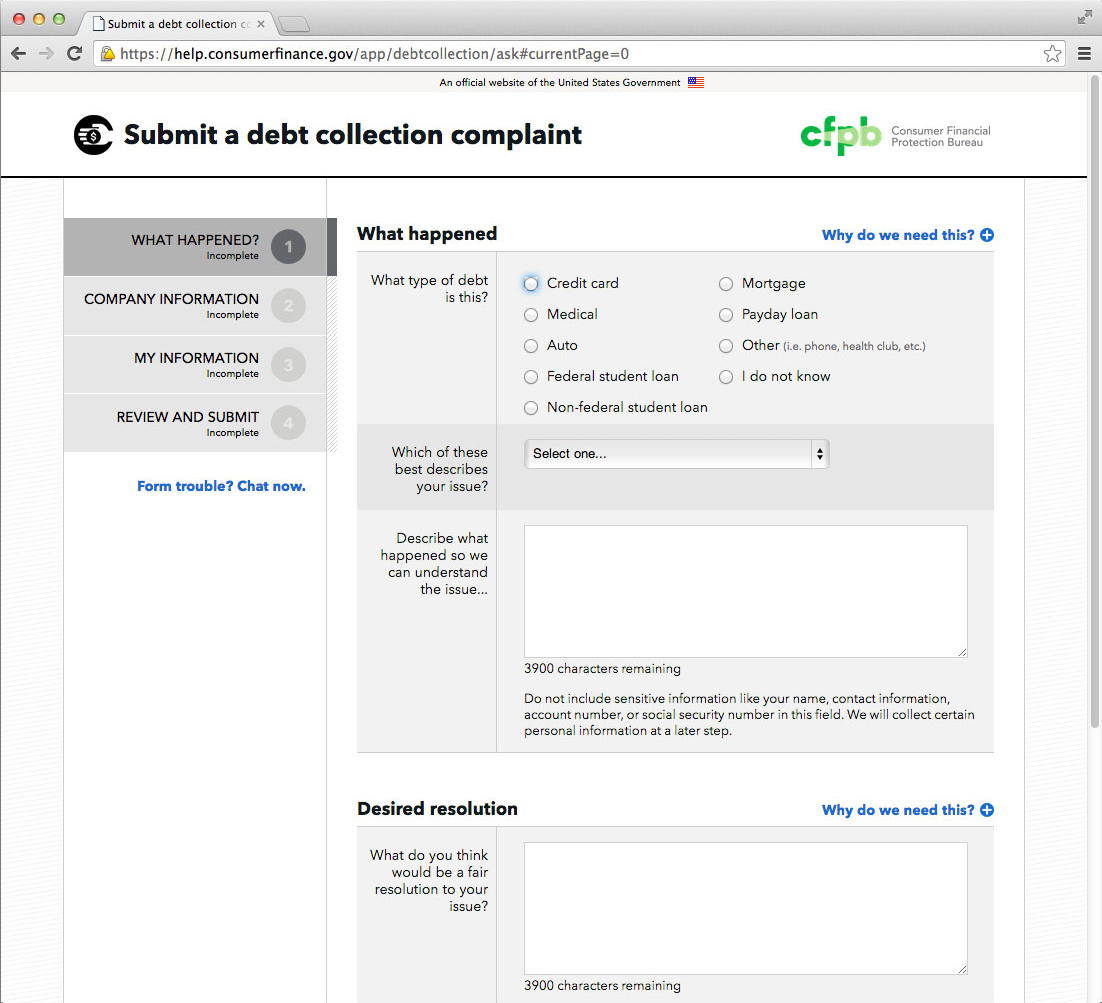 Submit a debt collection co
https://help.consumerfinance.gov/app/debtcollection/ask#currentPage=0
An official website of the United States Government
Submit a debt collection complaint
cfpb
Consumer Financial
Protection Bureau
WHAT HAPPENED?
Incomplete
1
COMPANY INFORMATION
Incomplete
2
MY INFORMATION
Incomplete
3
REVIEW AND SUBMIT
Incomplete
4
Form trouble? Chat now.
What happened
Why do we need this?
What type of debt
is this?
Credit card
Mortgage
Medical
Payday loan
Auto
Other (i.e. phone, health club, etc.)
Federal student loan
I do not know
Non-federal student loan
Which of these
best describes
your issue?
Select one...
Describe what
happened so we
can understand
the issue...
3900 characters remaining
Do not include sensitive information like your name, contact information,
account number, or social security number in this field. We will collect certain
personal information at a later step.
Desired resolution
Why do we need this?
What do you think
would be a fair
resolution to your
issue?
3900 characters remaining